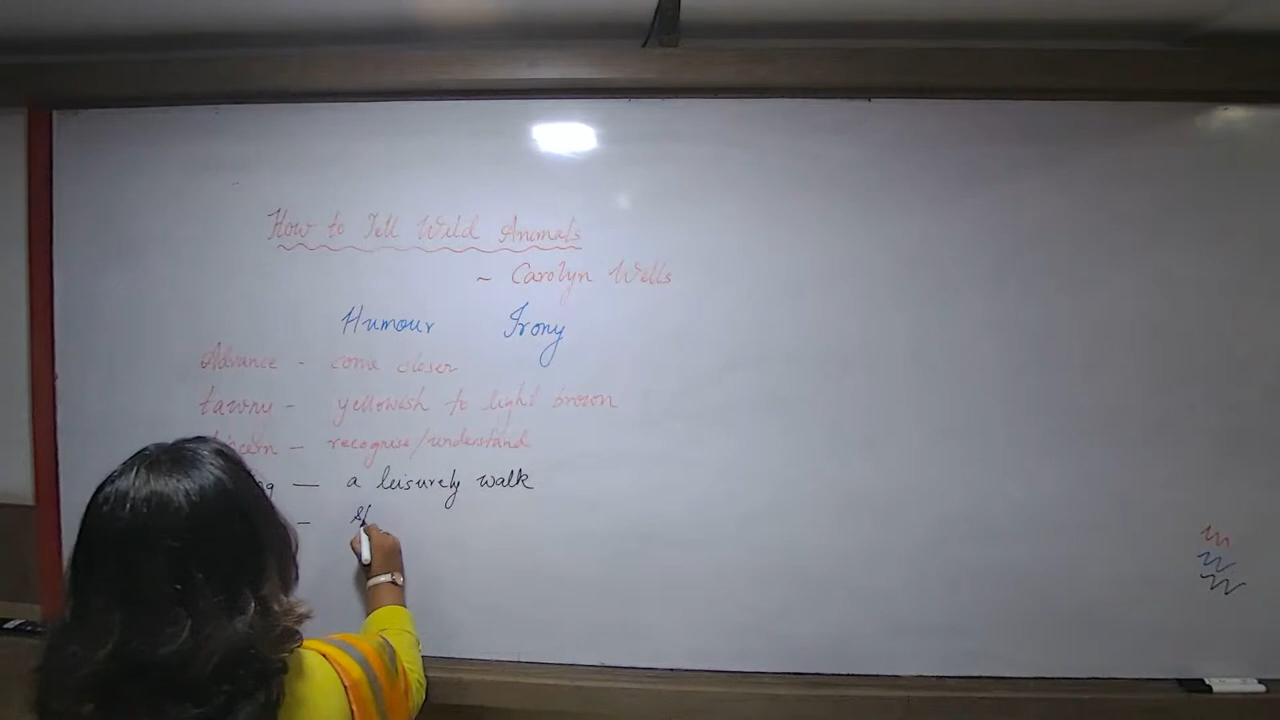 How to Tell Wild Animals
~ Carolyn Wells
Humour Irony
Advance - come closer
tawny - yellowish to light brown
— recognise/understand
— a leisurely walk
-